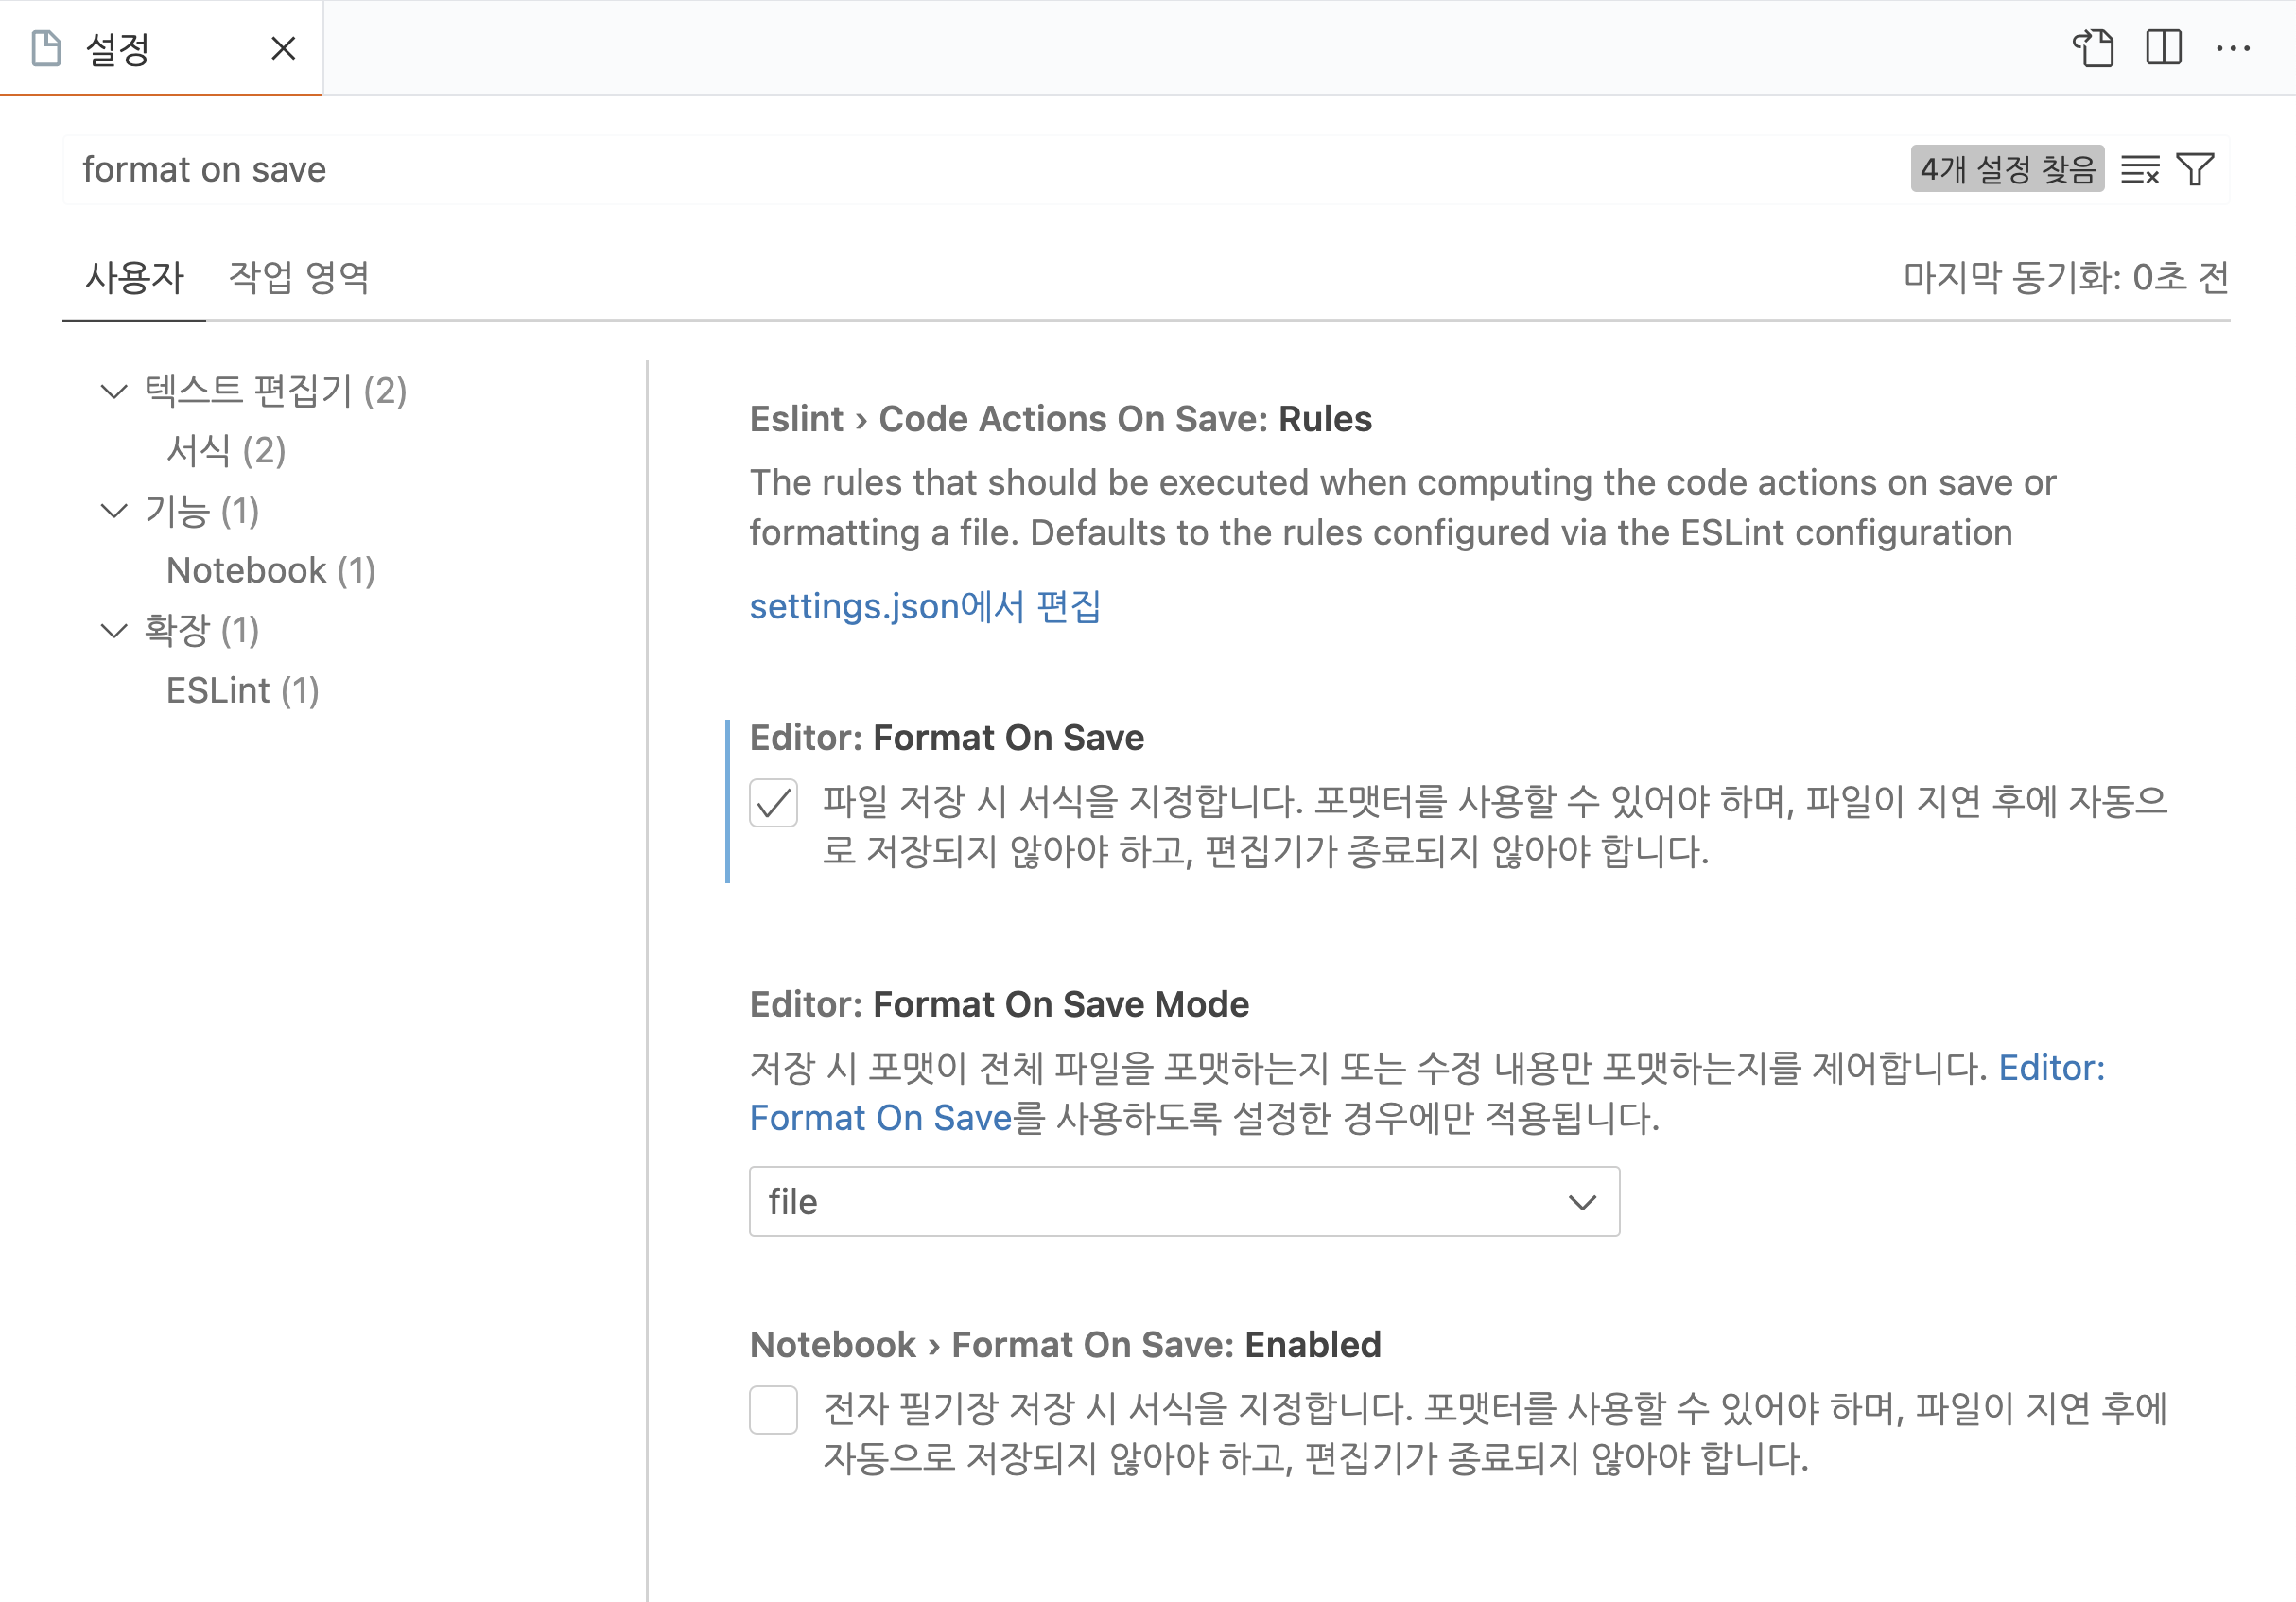 설정
format on save
4개 설정 찾음
사용자 작업 영역
마지막 동기화: 0초 전
텍스트 편집기 (2)
서식 (2)
기능 (1)
Notebook (1)
확장 (1)
ESLint (1)
Eslint › Code Actions On Save: Rules
The rules that should be executed when computing the code actions on save or
formatting a file. Defaults to the rules configured via the ESLint configuration
settings.json에서 편집
Editor: Format On Save
파일 저장 시 서식을 지정합니다. 포맷터를 사용할 수 있어야 하며, 파일이 지연 후에 자동으
로 저장되지 않아야 하고, 편집기가 종료되지 않아야 합니다.
Editor: Format On Save Mode
저장 시 포맷이 전체 파일을 포맷하는지 또는 수정 내용만 포맷하는지를 제어합니다. Editor:
Format On Save를 사용하도록 설정한 경우에만 적용됩니다.
file
Notebook › Format On Save: Enabled
전자 필기장 저장 시 서식을 지정합니다. 포맷터를 사용할 수 있어야 하며, 파일이 지연 후에
자동으로 저장되지 않아야 하고, 편집기가 종료되지 않아야 합니다.